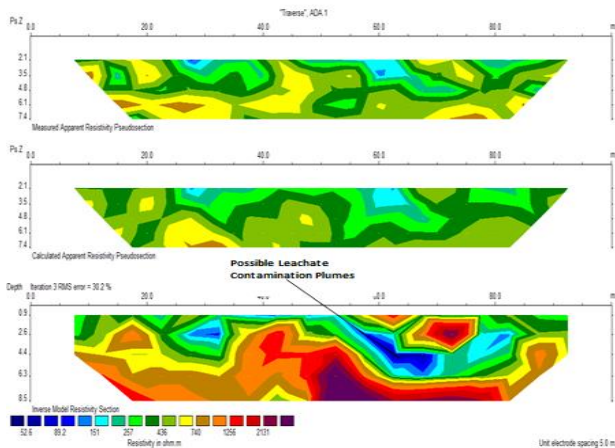 "Traverse", ADA 1
Ps.Z 0.0 20.0 40.0 60.0 80.0 m
2.1
3.5
4.8
6.1
7.4
Measured Apparent Resistivity Pseudosection
Ps.Z 0.0 20.0 40.0 60.0 80.0 m
2.1
3.5
4.8
6.1
7.4
Calculated Apparent Resistivity Pseudosection
Possible Leachate
Contamination Plumes
Depth Iteration 3 RMS error = 30.2 %
0.0 20.0 40.0 60.0 80.0 m
0.9
2.6
4.4
6.3
8.5
Inverse Model Resistivity Section
52.6 89.2 151 257 436 740 1256 2131
Resistivity in ohm.m
Unit electrode spacing 5.0 m